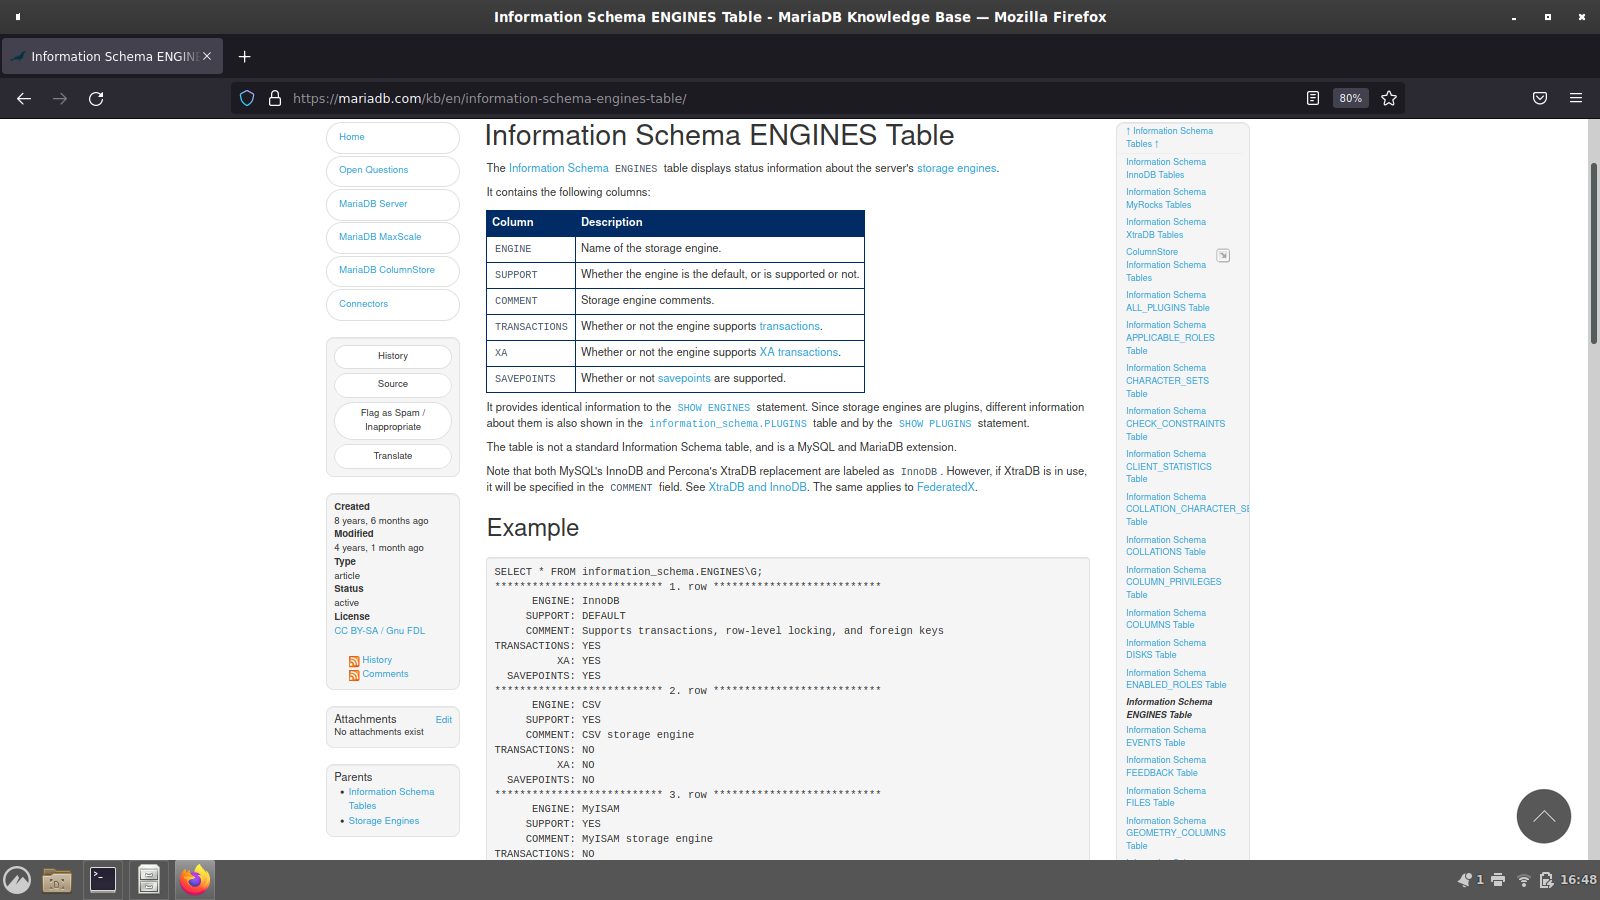 Information Schema ENGINES Table - MariaDB Knowledge Base — Mozilla Firefox
Information Schema ENGIN
https://mariadb.com/kb/en/information-schema-engines-table/
80%
Home
Open Questions
MariaDB Server
MariaDB MaxScale
MariaDB ColumnStore
Connectors
History
Source
Flag as Spam /
Inappropriate
Translate
Created
8 years, 6 months ago
Modified
4 years, 1 month ago
Type
article
Status
active
License
CC BY-SA / Gnu FDL
History
Comments
Attachments Edit
No attachments exist
Parents
• Information Schema
Tables
• Storage Engines
Information Schema ENGINES Table
The Information Schema ENGINES table displays status information about the server's storage engines.
It contains the following columns:
Column Description
ENGINE Name of the storage engine.
SUPPORT Whether the engine is the default, or is supported or not.
COMMENT Storage engine comments.
TRANSACTIONS Whether or not the engine supports transactions.
XA Whether or not the engine supports XA transactions.
SAVEPOINTS Whether or not savepoints are supported.
It provides identical information to the SHOW ENGINES statement. Since storage engines are plugins, different information
about them is also shown in the information_schema.PLUGINS table and by the SHOW PLUGINS statement.
The table is not a standard Information Schema table, and is a MySQL and MariaDB extension.
Note that both MySQL's InnoDB and Percona's XtraDB replacement are labeled as InnoDB. However, if XtraDB is in use,
it will be specified in the COMMENT field. See XtraDB and InnoDB. The same applies to FederatedX.
Example
SELECT * FROM information_schema.ENGINES\G;
*************************** 1. row ***************************
ENGINE: InnoDB
SUPPORT: DEFAULT
COMMENT: Supports transactions, row-level locking, and foreign keys
TRANSACTIONS: YES
XA: YES
SAVEPOINTS: YES
*************************** 2. row ***************************
ENGINE: CSV
SUPPORT: YES
COMMENT: CSV storage engine
TRANSACTIONS: NO
XA: NO
SAVEPOINTS: NO
*************************** 3. row ***************************
ENGINE: MyISAM
SUPPORT: YES
COMMENT: MyISAM storage engine
TRANSACTIONS: NO
↑ Information Schema
Tables ↑
Information Schema
InnoDB Tables
Information Schema
MyRocks Tables
Information Schema
XtraDB Tables
ColumnStore
Information Schema
Tables
Information Schema
ALL_PLUGINS Table
Information Schema
APPLICABLE_ROLES
Table
Information Schema
CHARACTER_SETS
Table
Information Schema
CHECK_CONSTRAINTS
Table
Information Schema
CLIENT_STATISTICS
Table
Information Schema
COLLATION_CHARACTER_SE
Table
Information Schema
COLLATIONS Table
Information Schema
COLUMN_PRIVILEGES
Table
Information Schema
COLUMNS Table
Information Schema
DISKS Table
Information Schema
ENABLED_ROLES Table
Information Schema
ENGINES Table
Information Schema
EVENTS Table
Information Schema
FEEDBACK Table
Information Schema
FILES Table
Information Schema
GEOMETRY_COLUMNS
Table
1
16:48